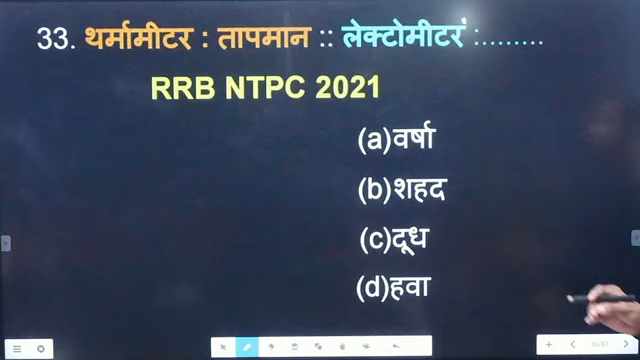 33. थर्मामीटर : तापमान :: लेक्टोमीटर :........
RRB NTPC 2021
(a)वर्षा
(b)शहद
(c)दूध
(d)हवा